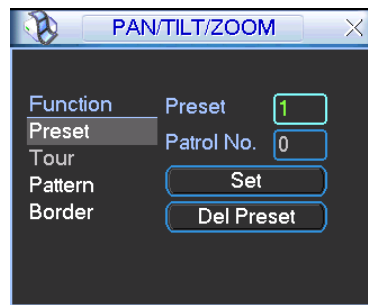 PAN/TILT/ZOOM
Function
Preset
Tour
Pattern
Border
Preset 1
Patrol No. 0
Set
Del Preset